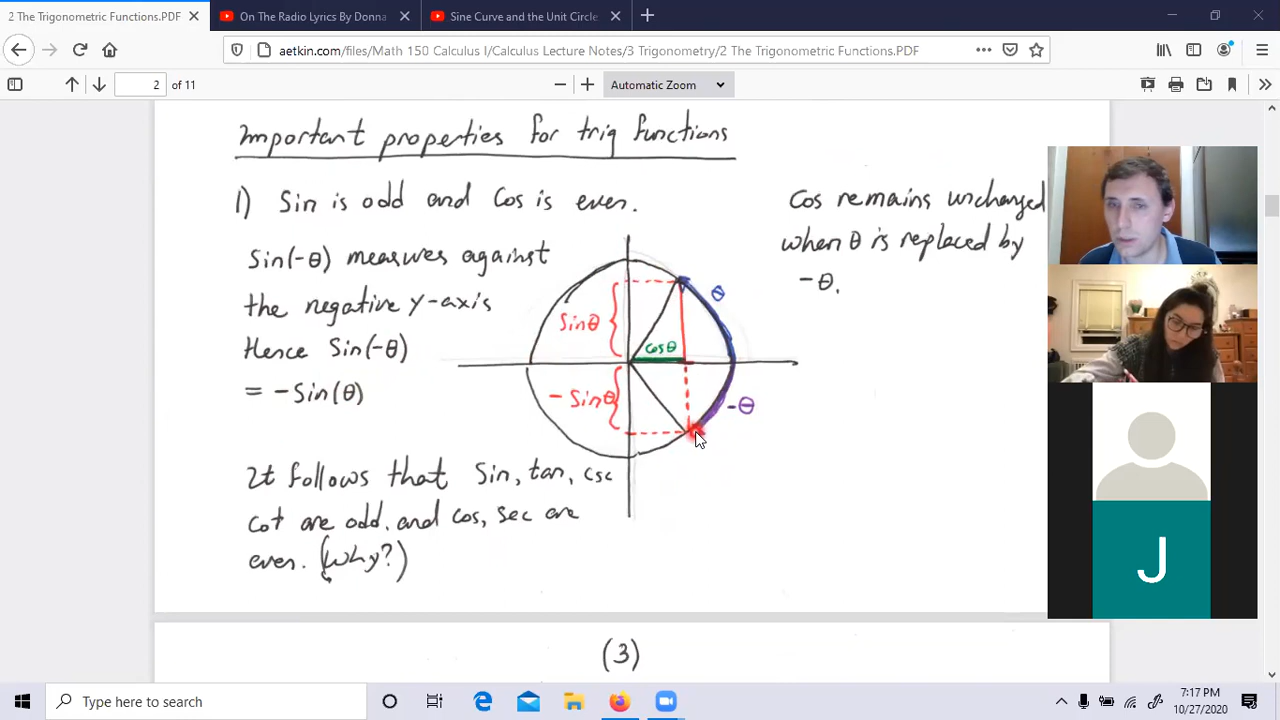 2 The Trigonometric Functions.PDF
On The Radio Lyrics By Donna
Sine Curve and the Unit Circle
aetkin.com/files/Math 150 Calculus I/Calculus Lecture Notes/3 Trigonometry/2 The Trigonometric Functions.PDF
2 of 11
Automatic Zoom
Important properties for trig functions
1) Sin is odd and Cos is even.
Sin(-θ) measures against
the negative y-axis
Hence Sin(-θ)
= -Sin(θ)
It follows that Sin, tan, csc
cot are odd. and cos, sec are
even. (Why?)
Sinθ
cosθ
- Sinθ
θ
-θ
Cos remains unchanged
when θ is replaced by
-θ.
(3)
J
Type here to search
7:17 PM
10/27/2020